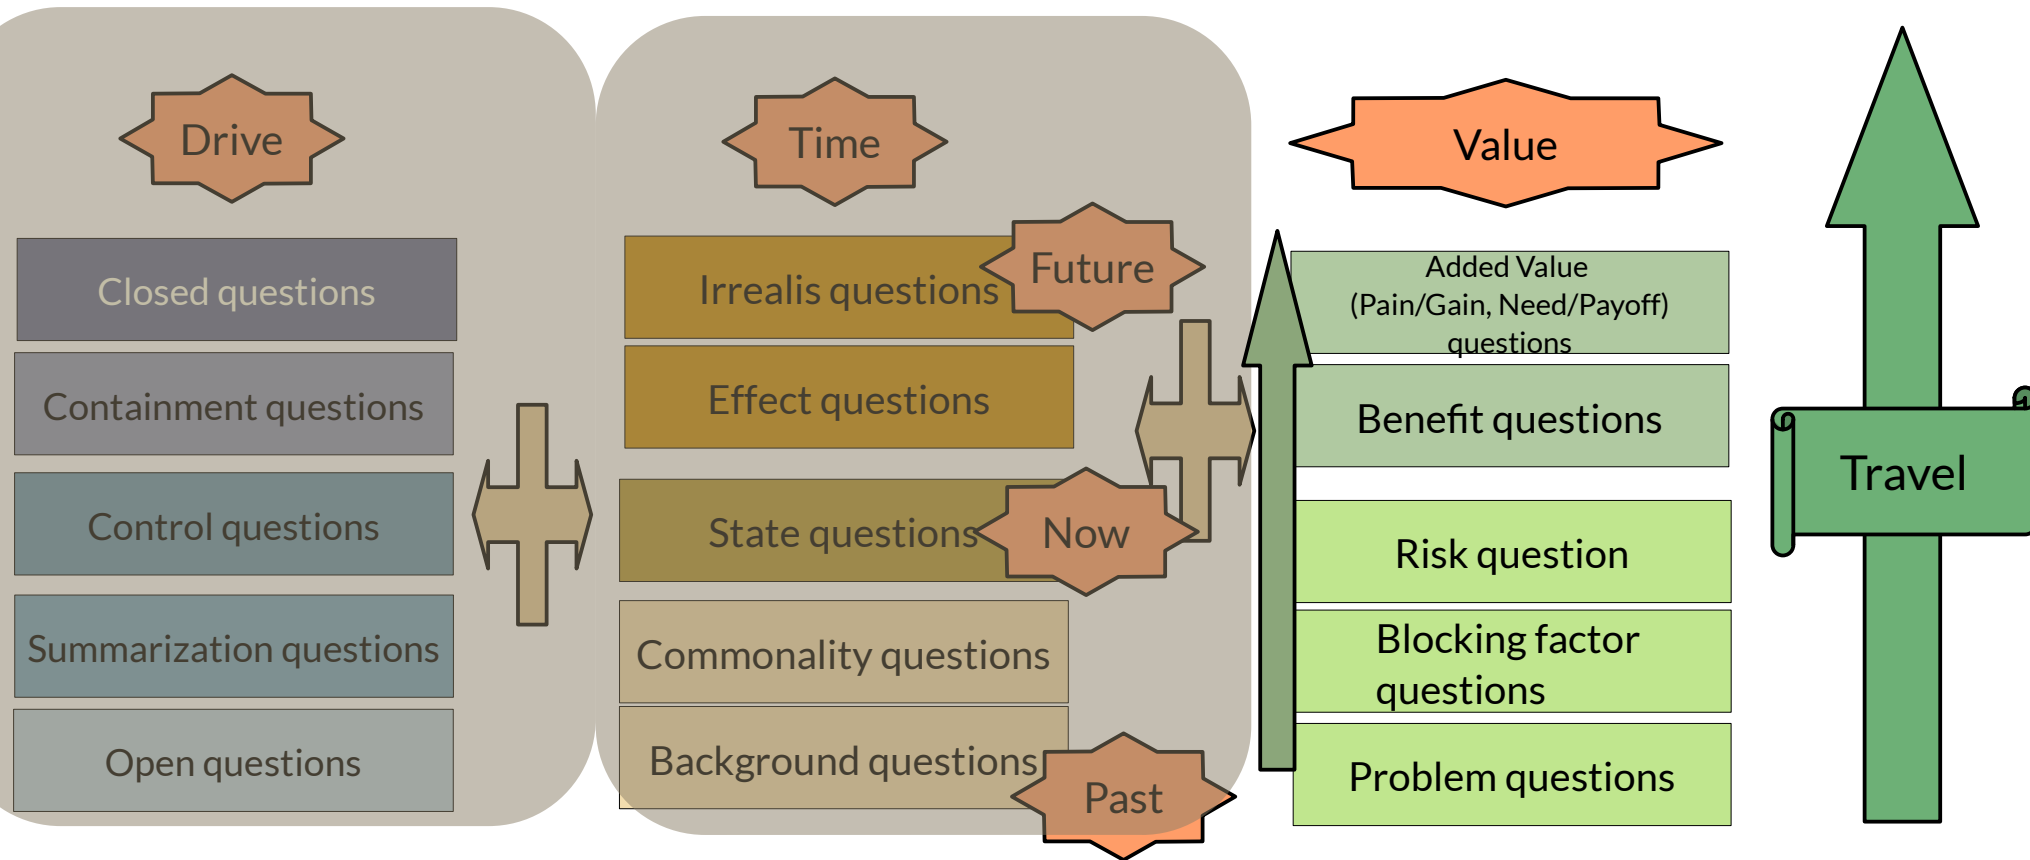 Drive
Closed questions
Containment questions
Control questions
Summarization questions
Open questions
Time
Future
Irrealis questions
Effect questions
State questions
Now
Commonality questions
Background questions
Past
Value
Added Value
(Pain/Gain, Need/Payoff)
questions
Benefit questions
Risk question
Blocking factor
questions
Problem questions
Travel